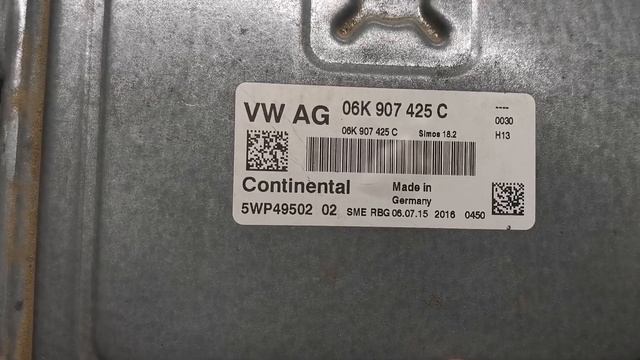 VW AG 06K 907 425 C ----
0030
06K 907 425 C Simos 18.2 H13
Continental Made in
Germany
5WP49502 02 SME RBG 06.07.15 2016 0450